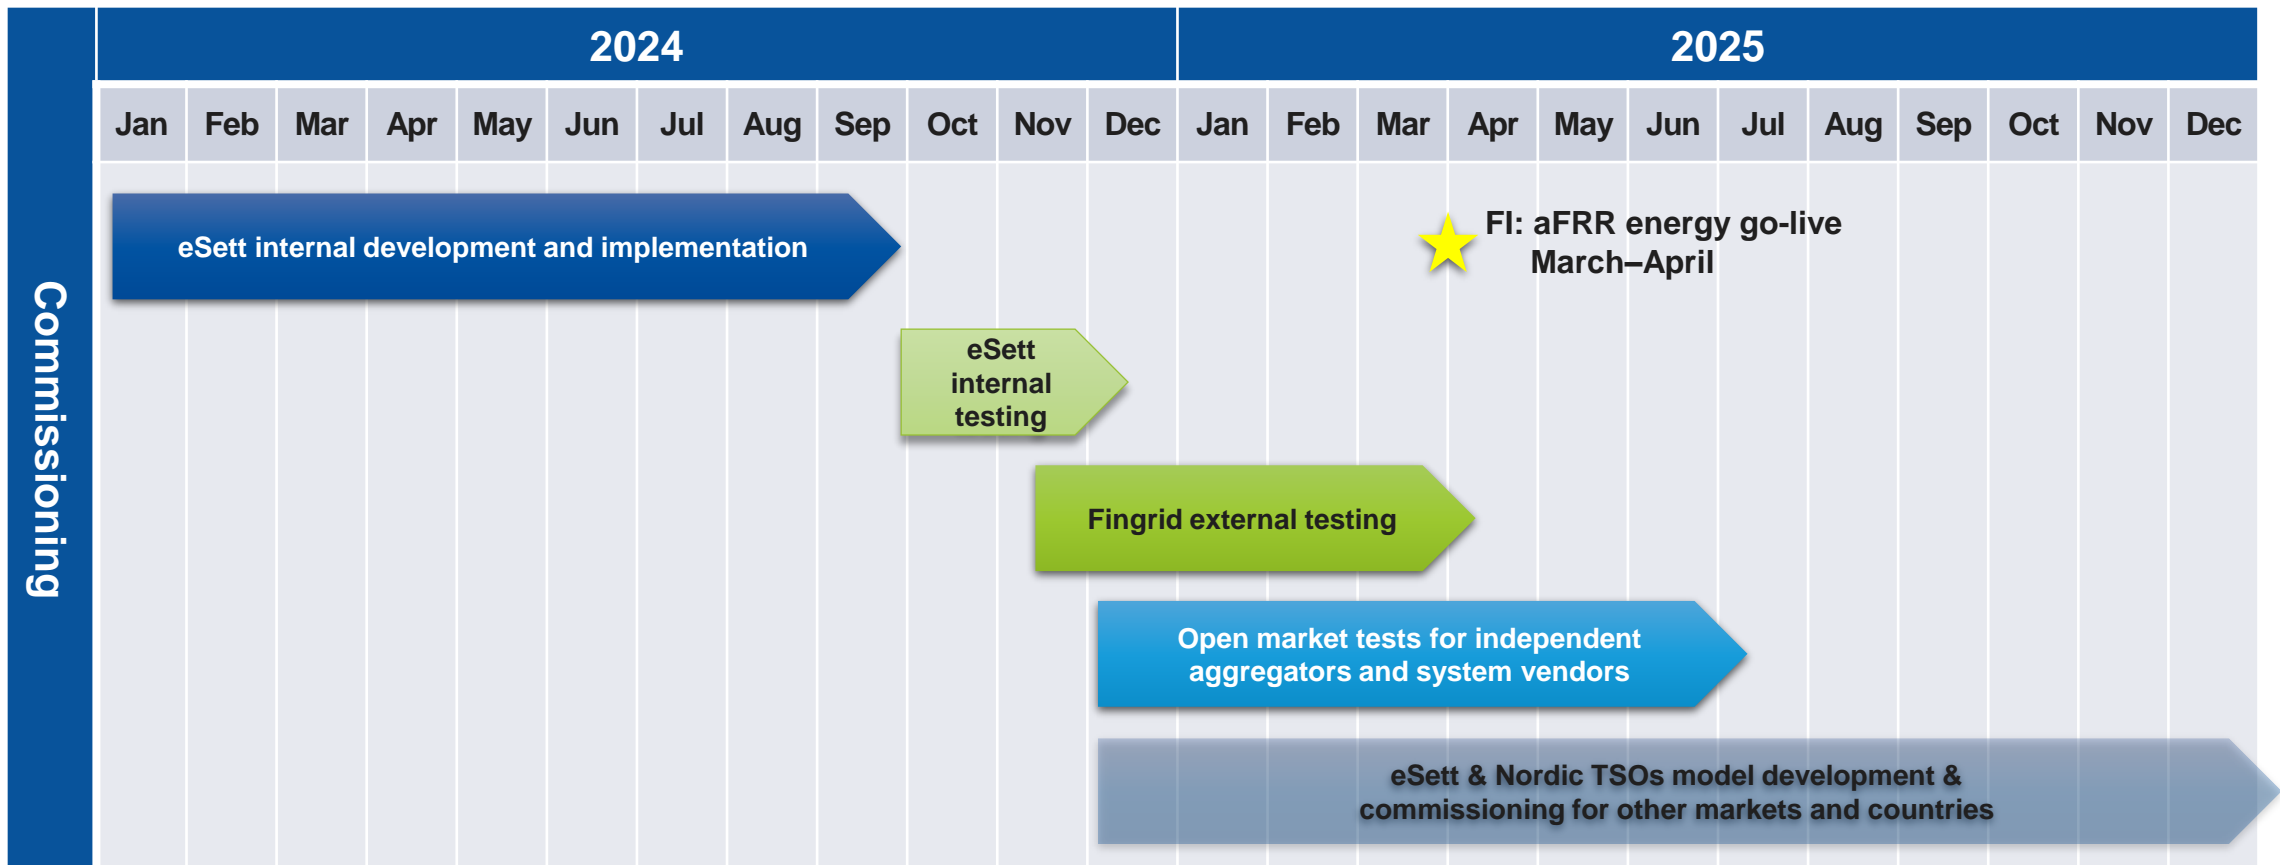 2024
2025
Jan Feb Mar Apr May Jun Jul Aug Sep Oct Nov Dec Jan Feb Mar Apr May Jun Jul Aug Sep Oct Nov Dec
Commissioning
eSett internal development and implementation
FI: aFRR energy go-live
March–April
eSett
internal
testing
Fingrid external testing
Open market tests for independent
aggregators and system vendors
eSett & Nordic TSOs model development &
commissioning for other markets and countries